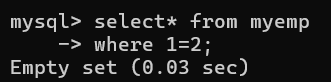 mysql> select* from myemp
    -> where 1=2;
Empty set (0.03 sec)